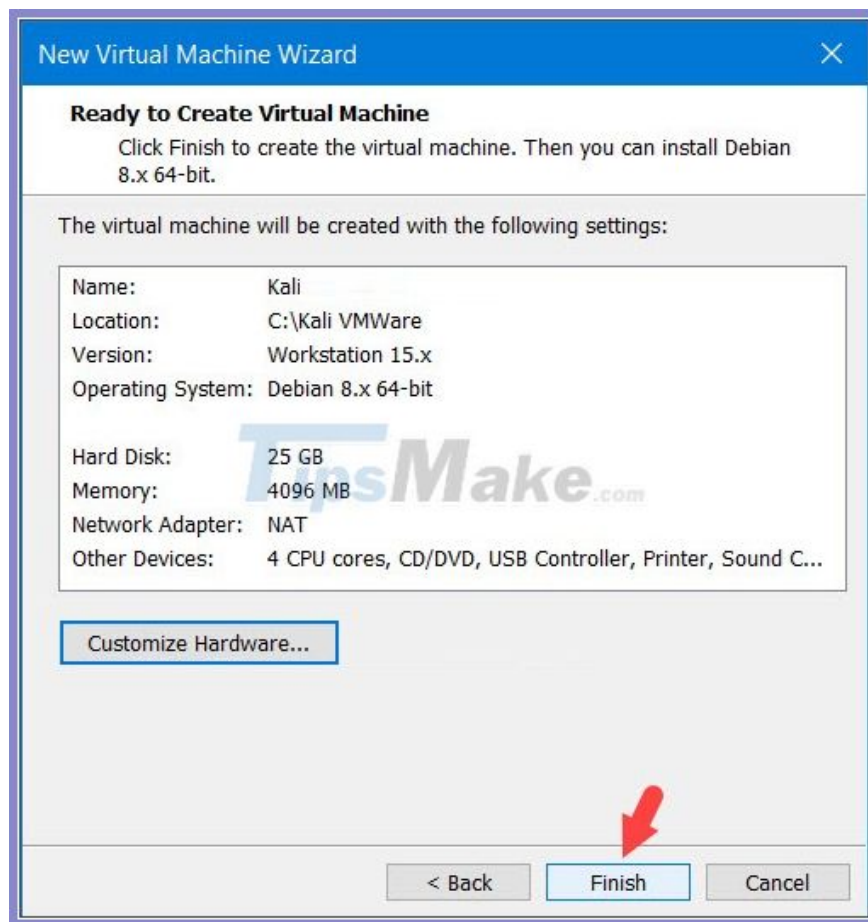 New Virtual Machine Wizard
Ready to Create Virtual Machine
Click Finish to create the virtual machine. Then you can install Debian
8.x 64-bit.
The virtual machine will be created with the following settings:
Name: Kali
Location: C:\Kali VMWare
Version: Workstation 15.x
Operating System: Debian 8.x 64-bit
Hard Disk: 25 GB
Memory: 4096 MB
Network Adapter: NAT
Other Devices: 4 CPU cores, CD/DVD, USB Controller, Printer, Sound C...
TipsMake.com
Customize Hardware...
< Back Finish Cancel